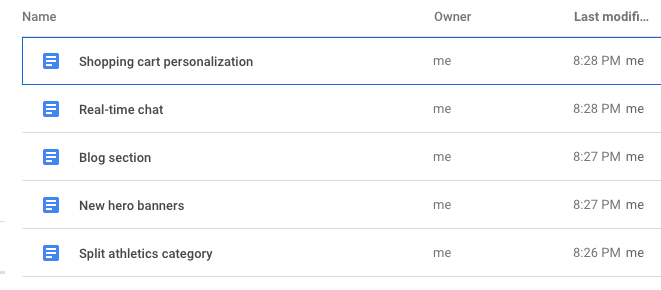 Name Owner Last modifi...
Shopping cart personalization me 8:28 PM me
Real-time chat me 8:28 PM me
Blog section me 8:27 PM me
New hero banners me 8:27 PM me
Split athletics category me 8:26 PM me